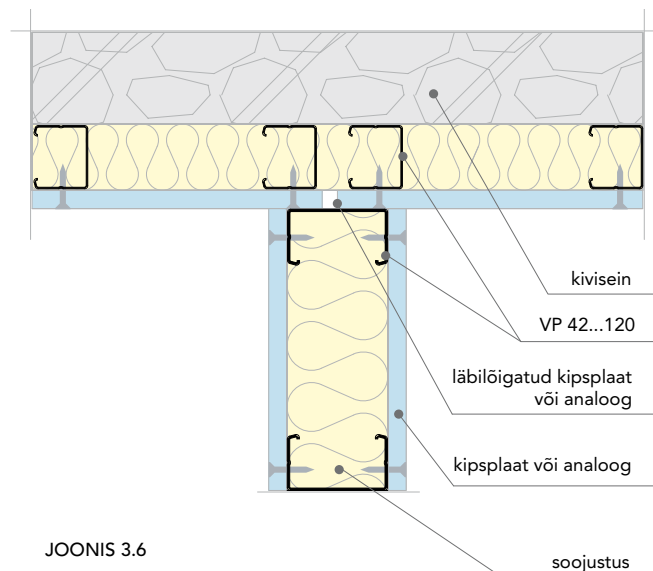 kivisein
VP 42...120
läbilõigatud kipsplaat
või analoog
kipsplaat või analoog
JOONIS 3.6
soojustus